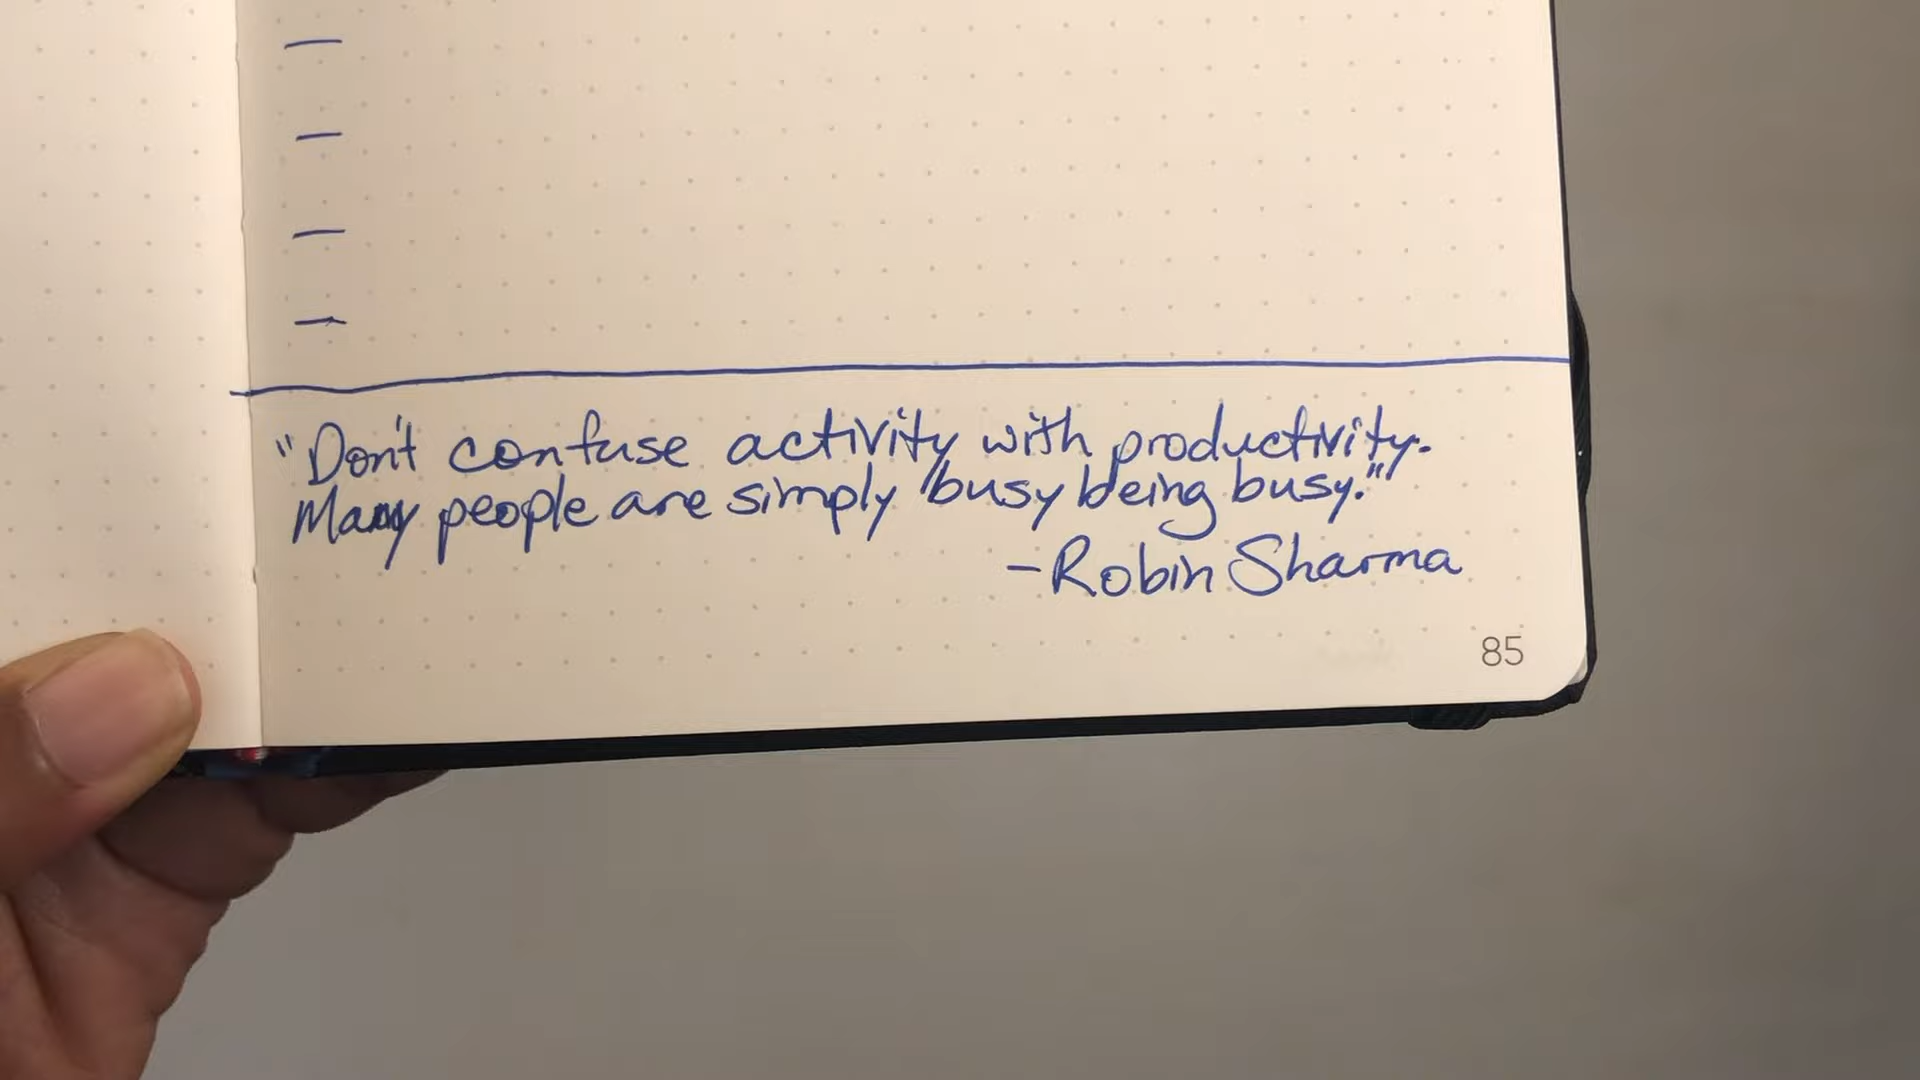 —
—
—
—
"Don't confuse activity with productivity.
Many people are simply busy being busy."
-Robin Sharma
85